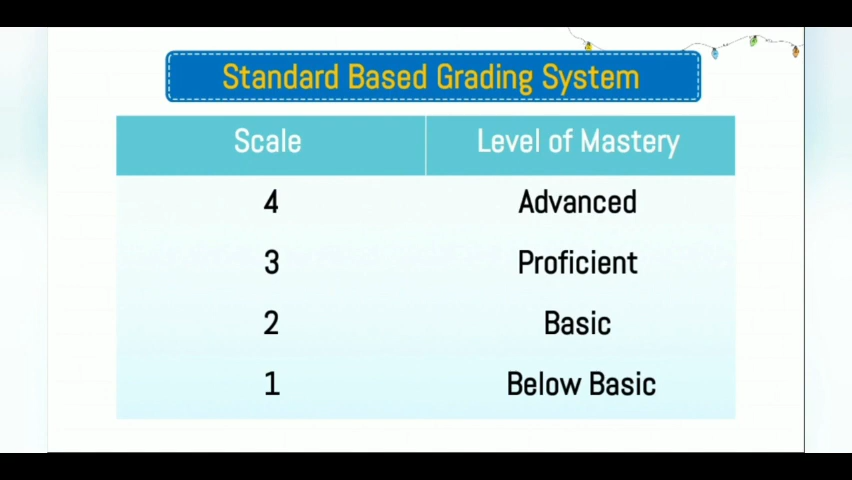 Standard Based Grading System
Scale Level of Mastery
4 Advanced
3 Proficient
2 Basic
1 Below Basic